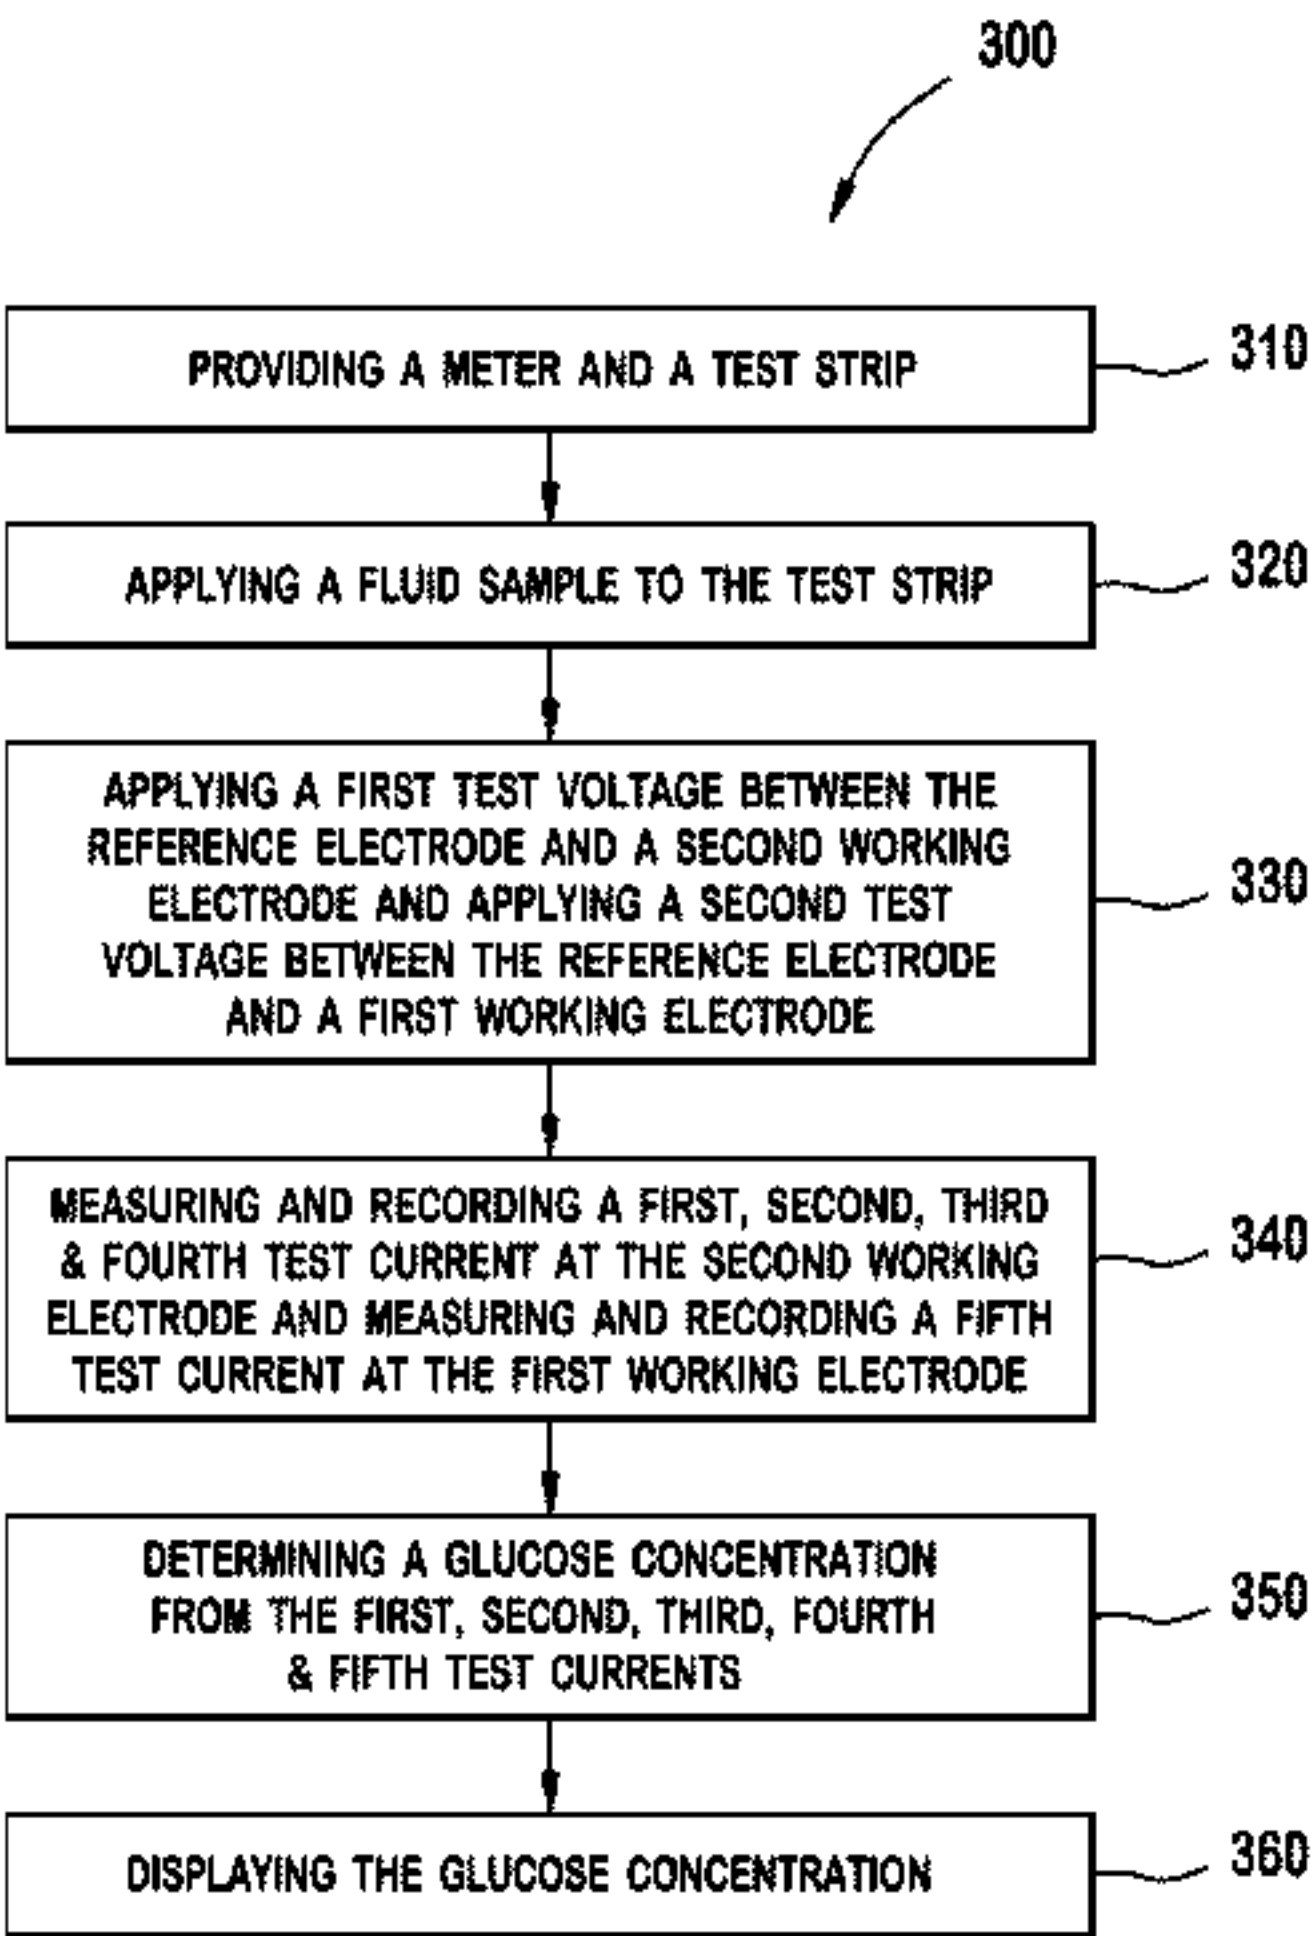 300
PROVIDING A METER AND A TEST STRIP
310
APPLYING A FLUID SAMPLE TO THE TEST STRIP
320
APPLYING A FIRST TEST VOLTAGE BETWEEN THE
REFERENCE ELECTRODE AND A SECOND WORKING
ELECTRODE AND APPLYING A SECOND TEST
VOLTAGE BETWEEN THE REFERENCE ELECTRODE
AND A FIRST WORKING ELECTRODE
330
MEASURING AND RECORDING A FIRST, SECOND, THIRD
& FOURTH TEST CURRENT AT THE SECOND WORKING
ELECTRODE AND MEASURING AND RECORDING A FIFTH
TEST CURRENT AT THE FIRST WORKING ELECTRODE
340
DETERMINING A GLUCOSE CONCENTRATION
FROM THE FIRST, SECOND, THIRD, FOURTH
& FIFTH TEST CURRENTS
350
DISPLAYING THE GLUCOSE CONCENTRATION
360